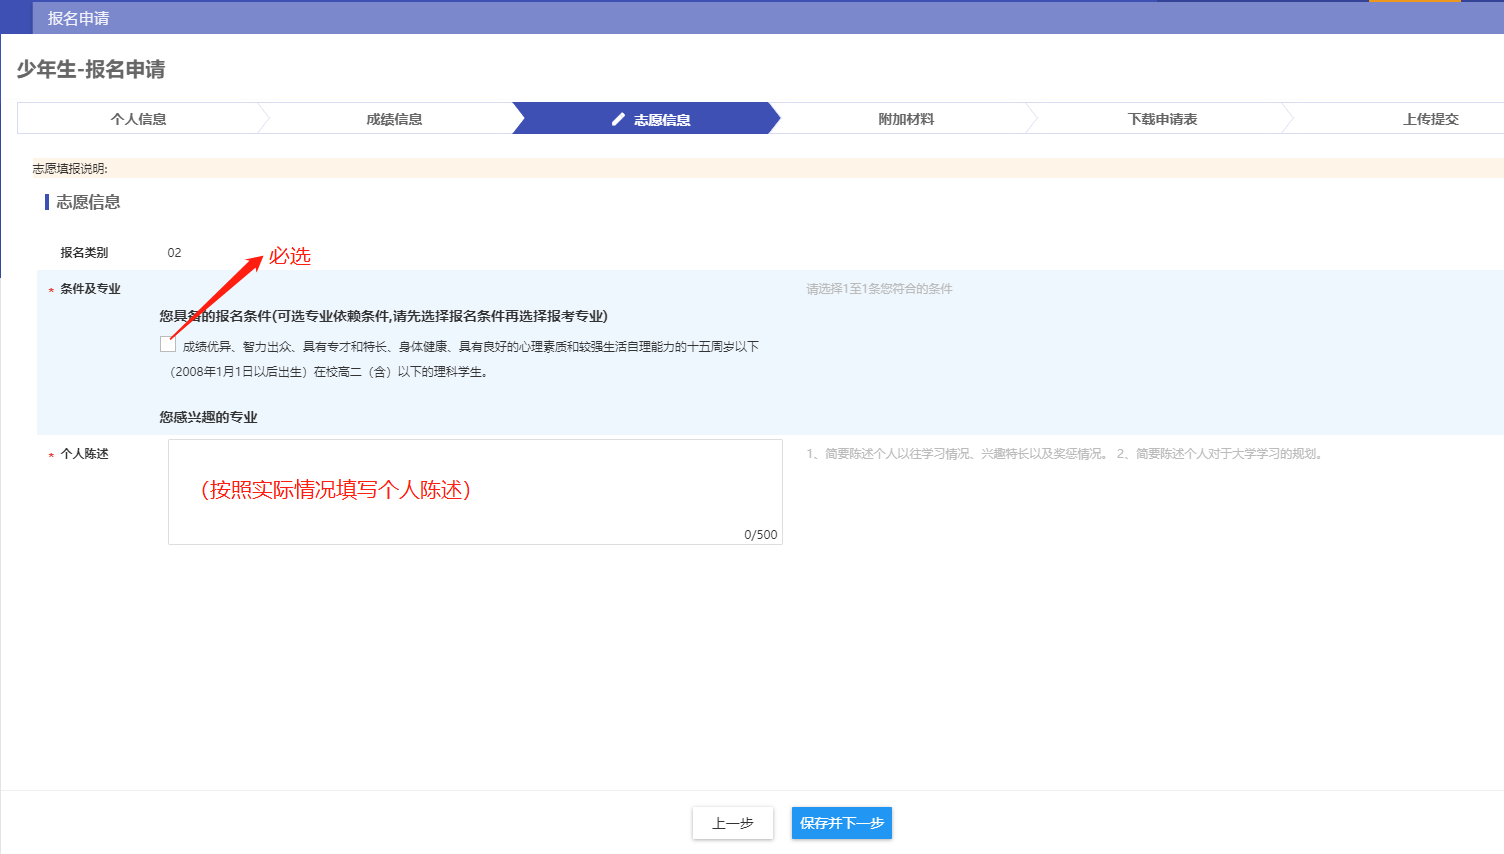 报名申请
少年生-报名申请
个人信息
成绩信息
志愿信息
附加材料
下载申请表
上传提交
志愿填报说明:
志愿信息
报名类别
02
必选
* 条件及专业
请选择1至1条您符合的条件
您具备的报名条件(可选专业依赖条件,请先选择报名条件再选择报考专业)
成绩优异、智力出众、具有专才和特长、身体健康、具有良好的心理素质和较强生活自理能力的十五周岁以下
（2008年1月1日以后出生）在校高二（含）以下的理科学生。
您感兴趣的专业
* 个人陈述
1、简要陈述个人以往学习情况、兴趣特长以及奖惩情况。 2、简要陈述个人对于大学学习的规划。
（按照实际情况填写个人陈述）
0/500
上一步
保存并下一步